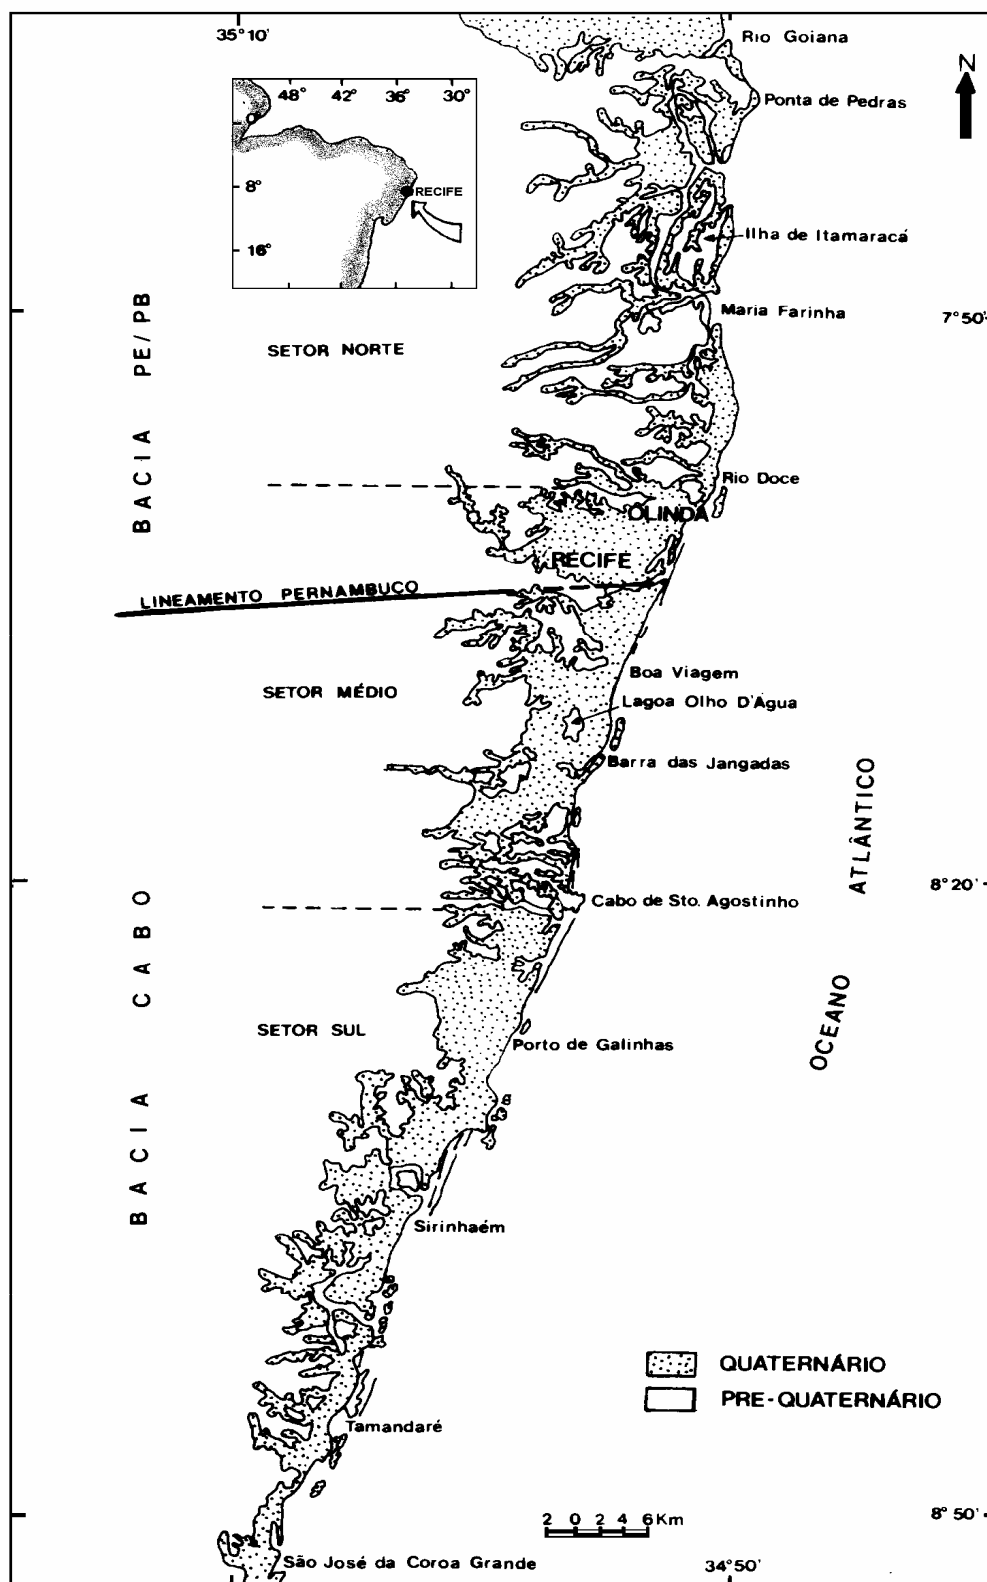 35°10'
Rio Goiana
N
48° 42° 36° 30°
0°
8°
16°
RECIFE
Ponta de Pedras
Ilha de Itamaracá
Maria Farinha
7°50'
BACIA PE/PB
SETOR NORTE
Rio Doce
OLINDA
RECIFE
LINEAMENTO PERNAMBUCO
SETOR MÉDIO
Boa Viagem
Lagoa Olho D'Água
Barra das Jangadas
OCEANO ATLÂNTICO
8°20'
Cabo de Sto. Agostinho
BACIA CABO
SETOR SUL
Porto de Galinhas
Sirinhaém
QUATERNÁRIO
PRE-QUATERNÁRIO
Tamandaré
8°50'
2 0 2 4 6 Km
São José da Coroa Grande
34°50'